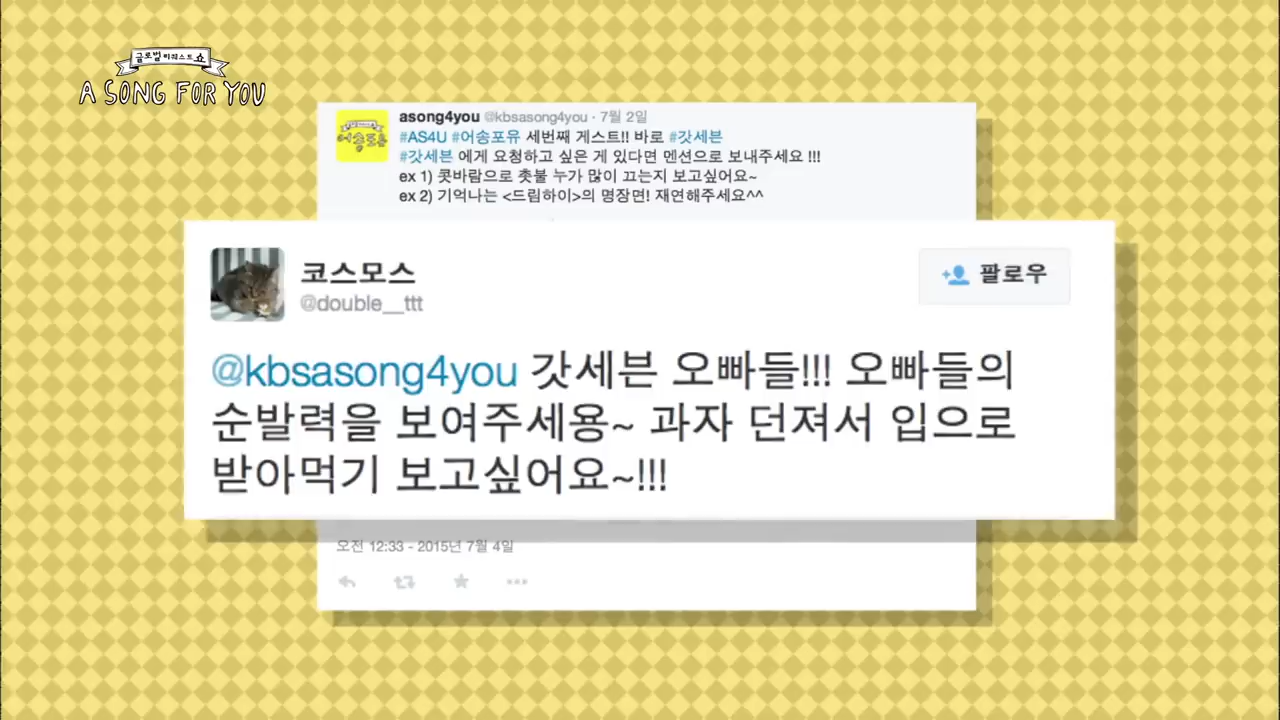 글로벌 리퀘스트 쇼
A SONG FOR YOU
asong4you @kbsasong4you · 7월 2일
#AS4U #어송포유 세번째 게스트!! 바로 #갓세븐
#갓세븐 에게 요청하고 싶은 게 있다면 멘션으로 보내주세요 !!!
ex 1) 콧바람으로 촛불 누가 많이 끄는지 보고싶어요~
ex 2) 기억나는 <드림하이>의 명장면! 재연해주세요^^
어송포유
코스모스
@double__ttt
팔로우
@kbsasong4you 갓세븐 오빠들!!! 오빠들의
순발력을 보여주세용~ 과자 던져서 입으로
받아먹기 보고싶어요~!!!
오전 12:33 - 2015년 7월 4일